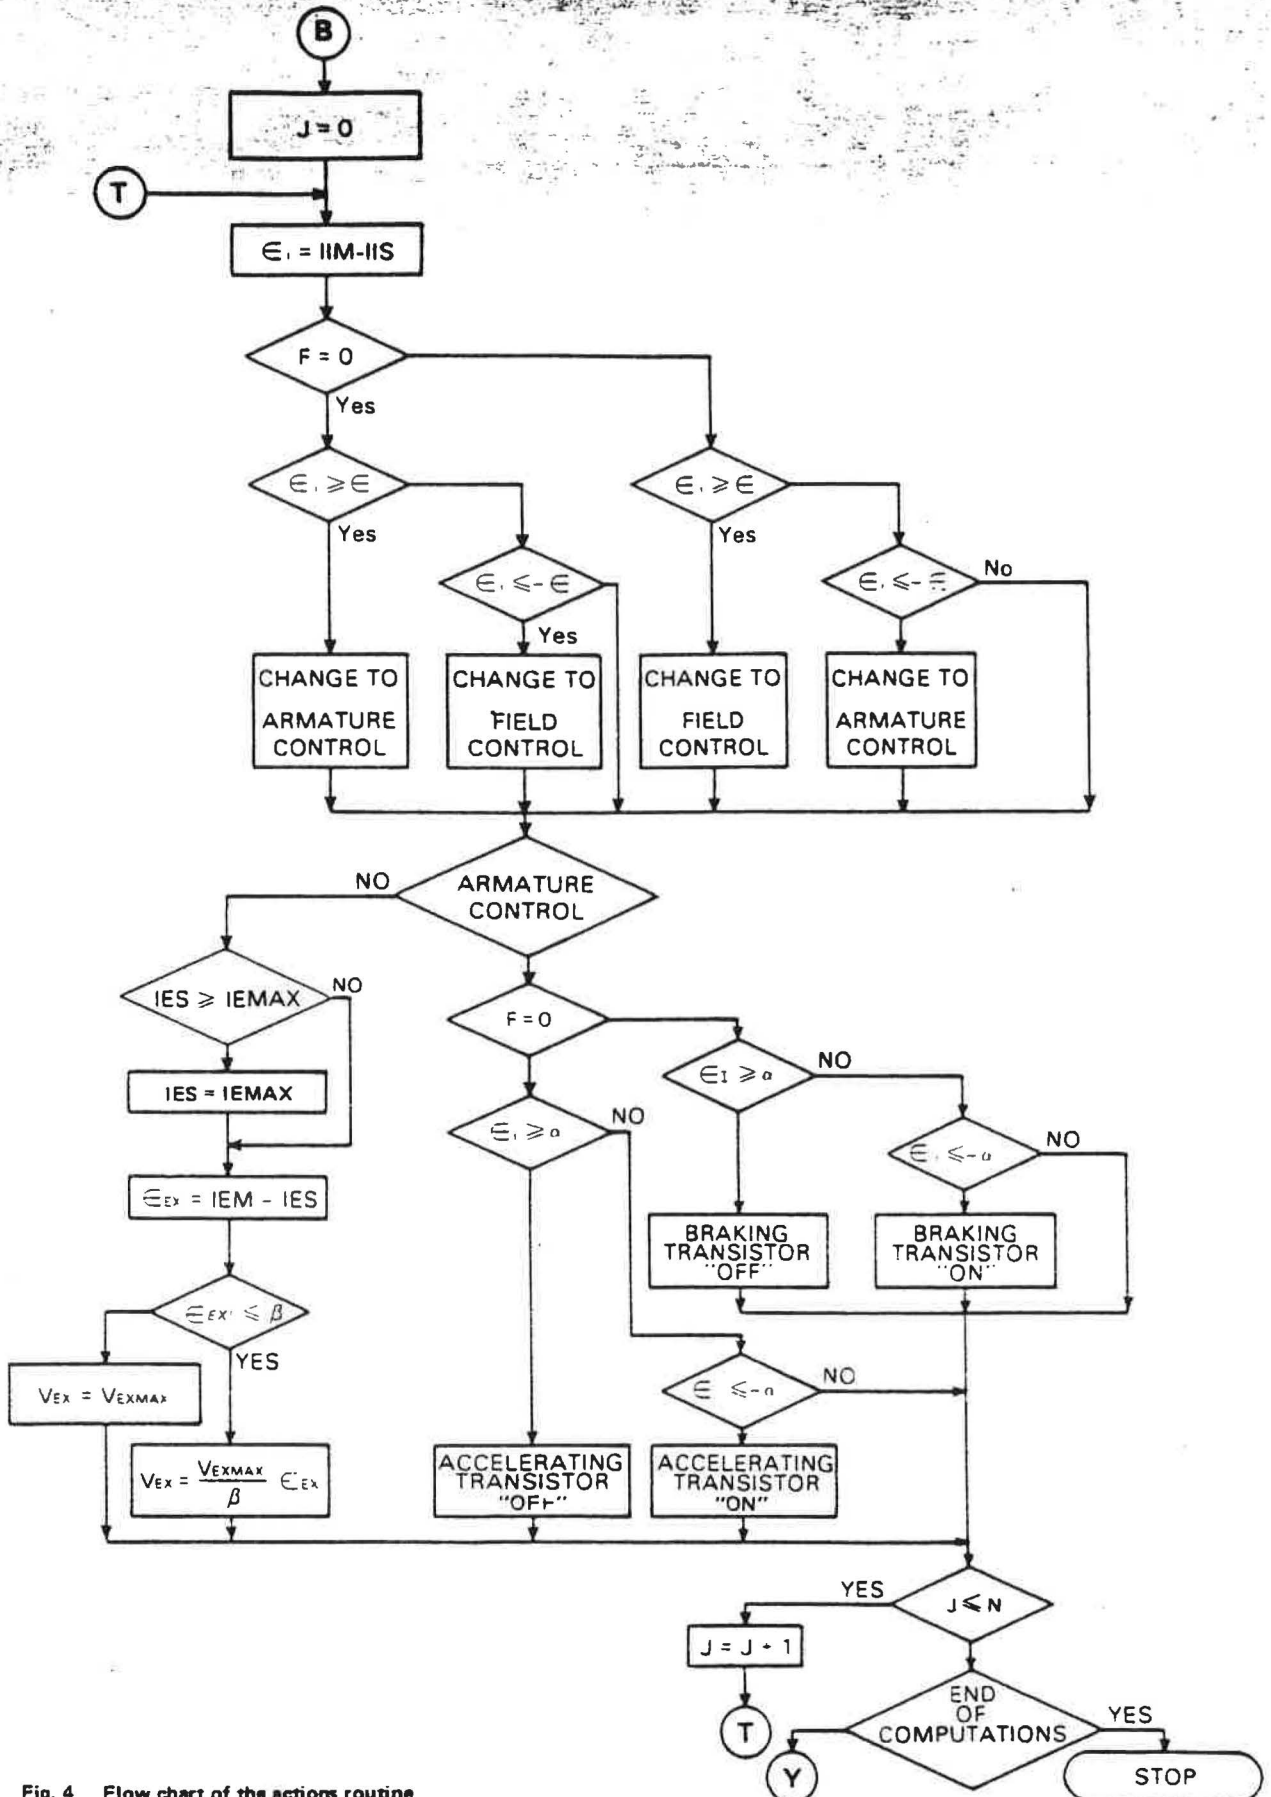 B
J = 0
T
∈ı = IIM-IIS
F = 0
Yes
∈ı ⩾ ∈
∈ı ⩾ ∈
Yes
Yes
∈ı ⩽ - ∈
∈ı ⩽ - ∈
No
Yes
CHANGE TO
ARMATURE
CONTROL
CHANGE TO
FIELD
CONTROL
CHANGE TO
FIELD
CONTROL
CHANGE TO
ARMATURE
CONTROL
NO
ARMATURE
CONTROL
IES ⩾ IEMAX
NO
F = 0
∈I ⩾ α
NO
IES = IEMAX
∈ı ⩾ α
NO
∈ı ⩽ -α
NO
∈EX = IEM - IES
BRAKING
TRANSISTOR
"OFF"
BRAKING
TRANSISTOR
"ON"
∈EX ⩽ β
YES
VEX = VEXMAX
∈ ⩽ -α
NO
VEX = VEXMAX / β ∈EX
ACCELERATING
TRANSISTOR
"OFF"
ACCELERATING
TRANSISTOR
"ON"
YES
J ⩽ N
J = J + 1
END
OF
COMPUTATIONS
YES
T
Y
STOP
Fig. 4 Flow chart of the actions routine